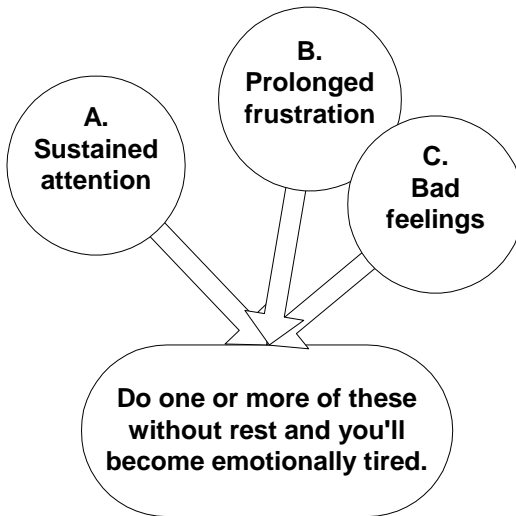 A.
Sustained
attention
B.
Prolonged
frustration
C.
Bad
feelings
Do one or more of these
without rest and you'll
become emotionally tired.